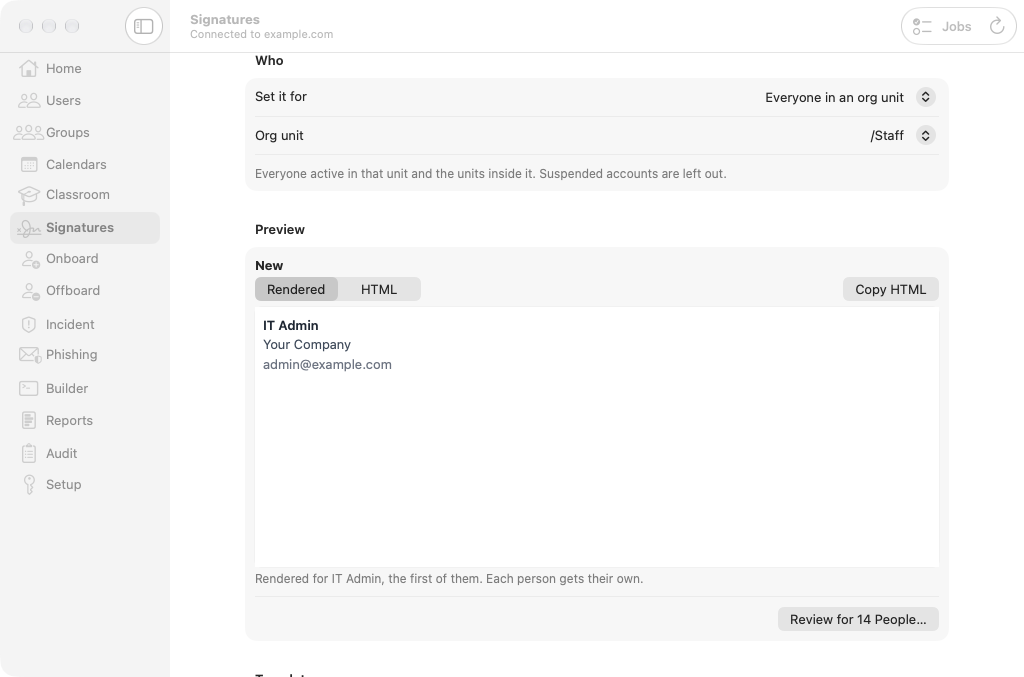 Signatures
Connected to example.com
Jobs
Home
Users
Groups
Calendars
Classroom
Signatures
Onboard
Offboard
Incident
Phishing
Builder
Reports
Audit
Setup
Who
Set it for
Everyone in an org unit
Org unit
/Staff
Everyone active in that unit and the units inside it. Suspended accounts are left out.
Preview
New
Rendered
HTML
Copy HTML
IT Admin
Your Company
admin@example.com
Rendered for IT Admin, the first of them. Each person gets their own.
Review for 14 People...